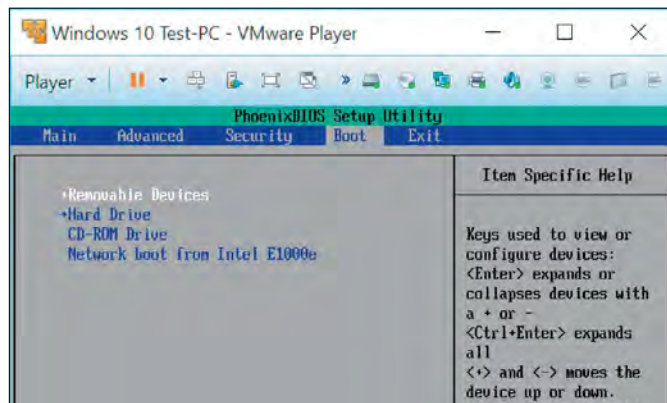 Windows 10 Test-PC - VMware Player
Player
PhoenixBIOS Setup Utility
Main Advanced Security Boot Exit
Item Specific Help
+Removable Devices
+Hard Drive
CD-ROM Drive
Network boot from Intel E1000e
Keys used to view or
configure devices:
<Enter> expands or
collapses devices with
a + or -
<Ctrl+Enter> expands
all
<+> and <-> moves the
device up or down.